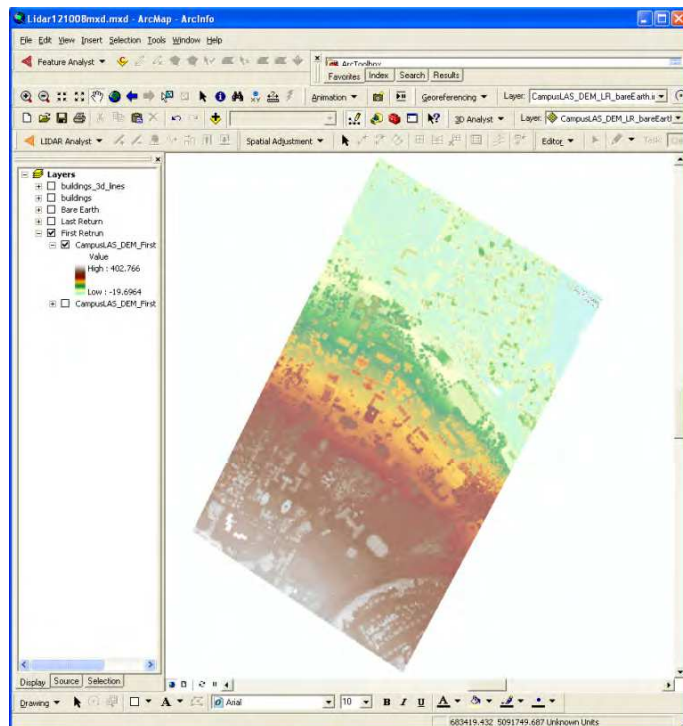 Lidar121008mxd.mxd - ArcMap - ArcInfo
File Edit View Insert Selection Tools Window Help
Feature Analyst
ArcToolbox
Favorites Index Search Results
Animation Georeferencing Layer: CampusLAS_DEM_LR_bareEarth.i
3D Analyst Layer: CampusLAS_DEM_LR_bareEartl
LIDAR Analyst Spatial Adjustment Editor Task:
Layers
buildings_3d_lines
buildings
Bare Earth
Last Return
First Retrun
CampusLAS_DEM_First
Value
High : 402.766
Low : -19.6964
CampusLAS_DEM_First
Display Source Selection
Drawing Arial 10 B I U A
683419.432 5091749.687 Unknown Units